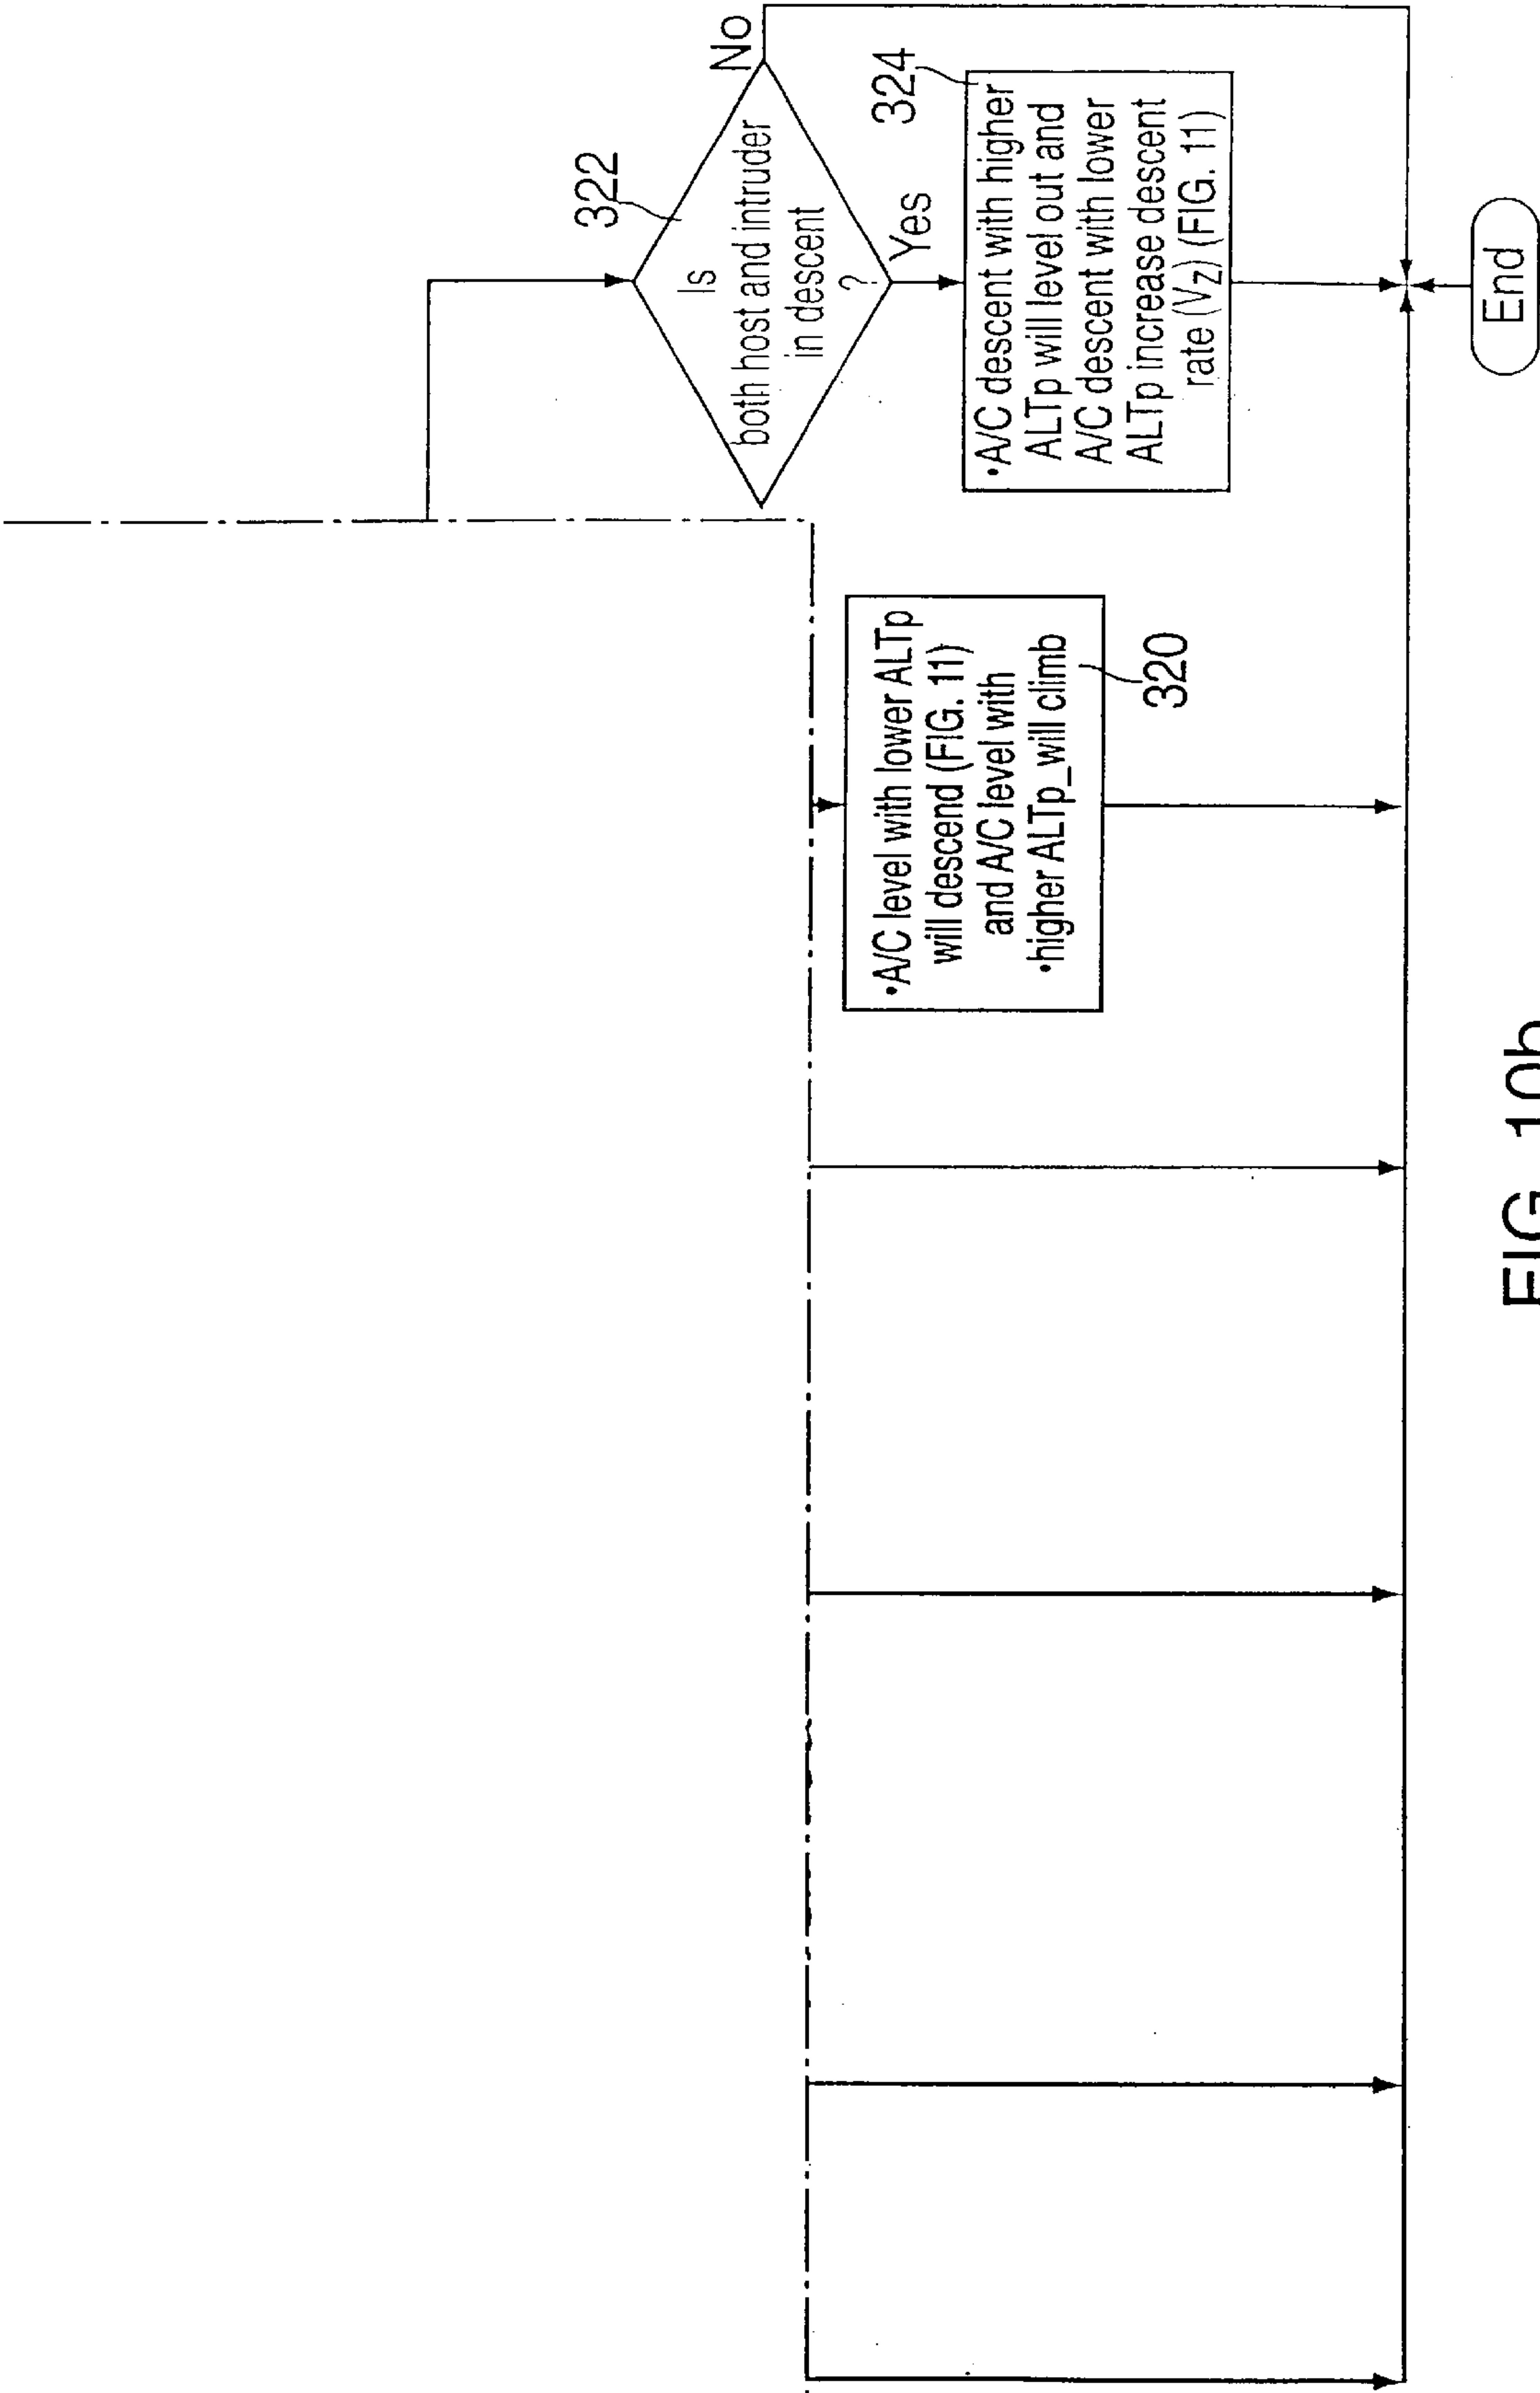 322
Is
both host and intruder
in descent
?
No
Yes
324
•A/C descent with higher
ALTp will level out and
A/C descent with lower
ALTp increase descent
rate (VZ) (FIG. 11)
•A/C level with lower ALTp
will descend (FIG. 11)
and A/C level with
•higher ALTp_will climb
320
End
FIG. 10b